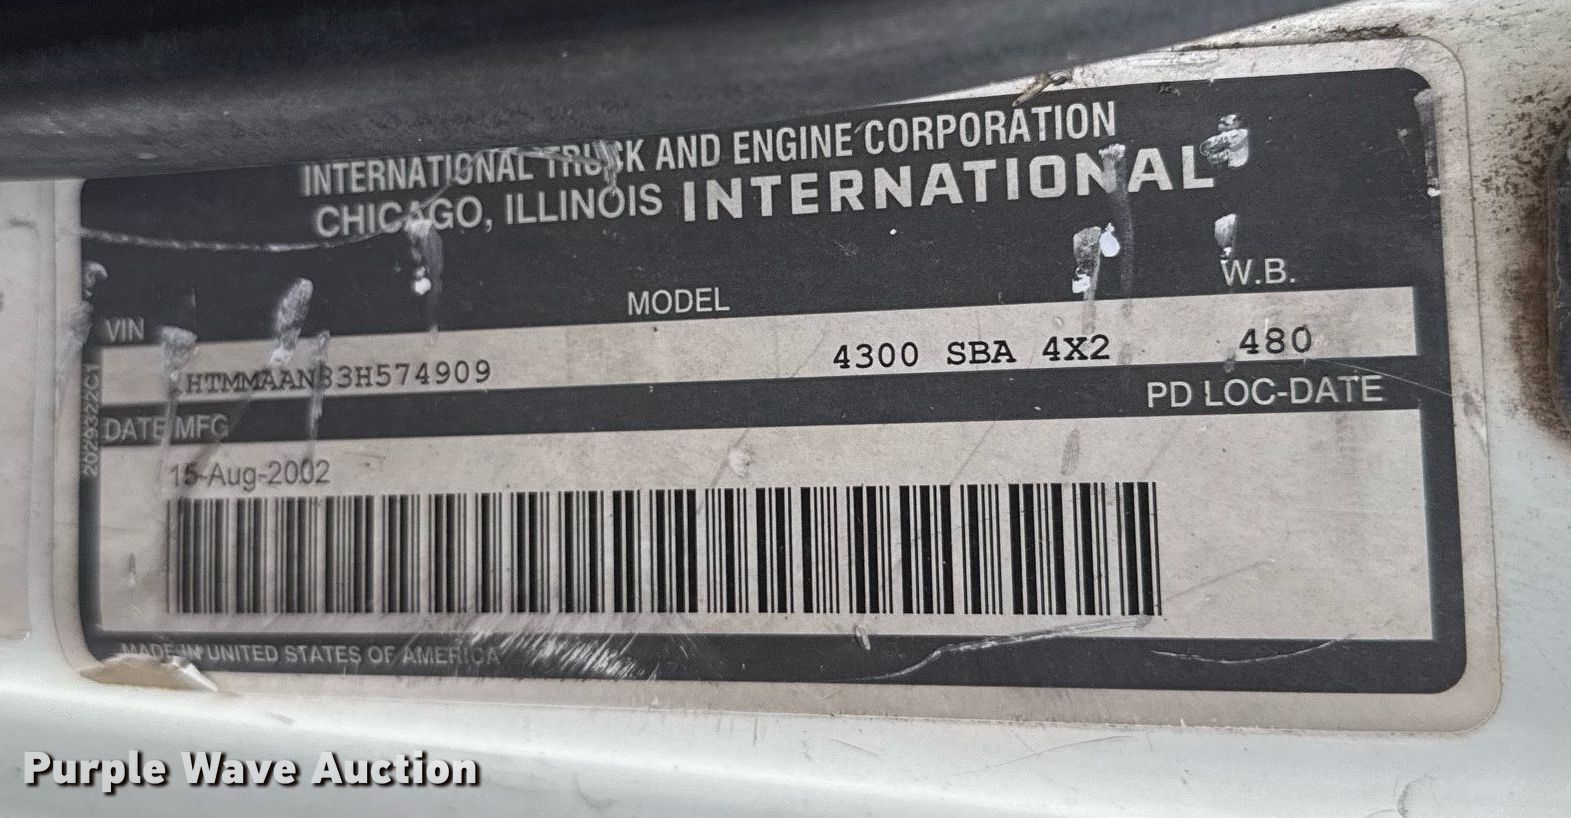 INTERNATIONAL TRUCK AND ENGINE CORPORATION
CHICAGO, ILLINOIS INTERNATIONAL
VIN MODEL W.B.
HTMMAAN83H574909 4300 SBA 4X2 480
DATE MFG PD LOC-DATE
15-Aug-2002
MADE IN UNITED STATES OF AMERICA
2029322C1
Purple Wave Auction